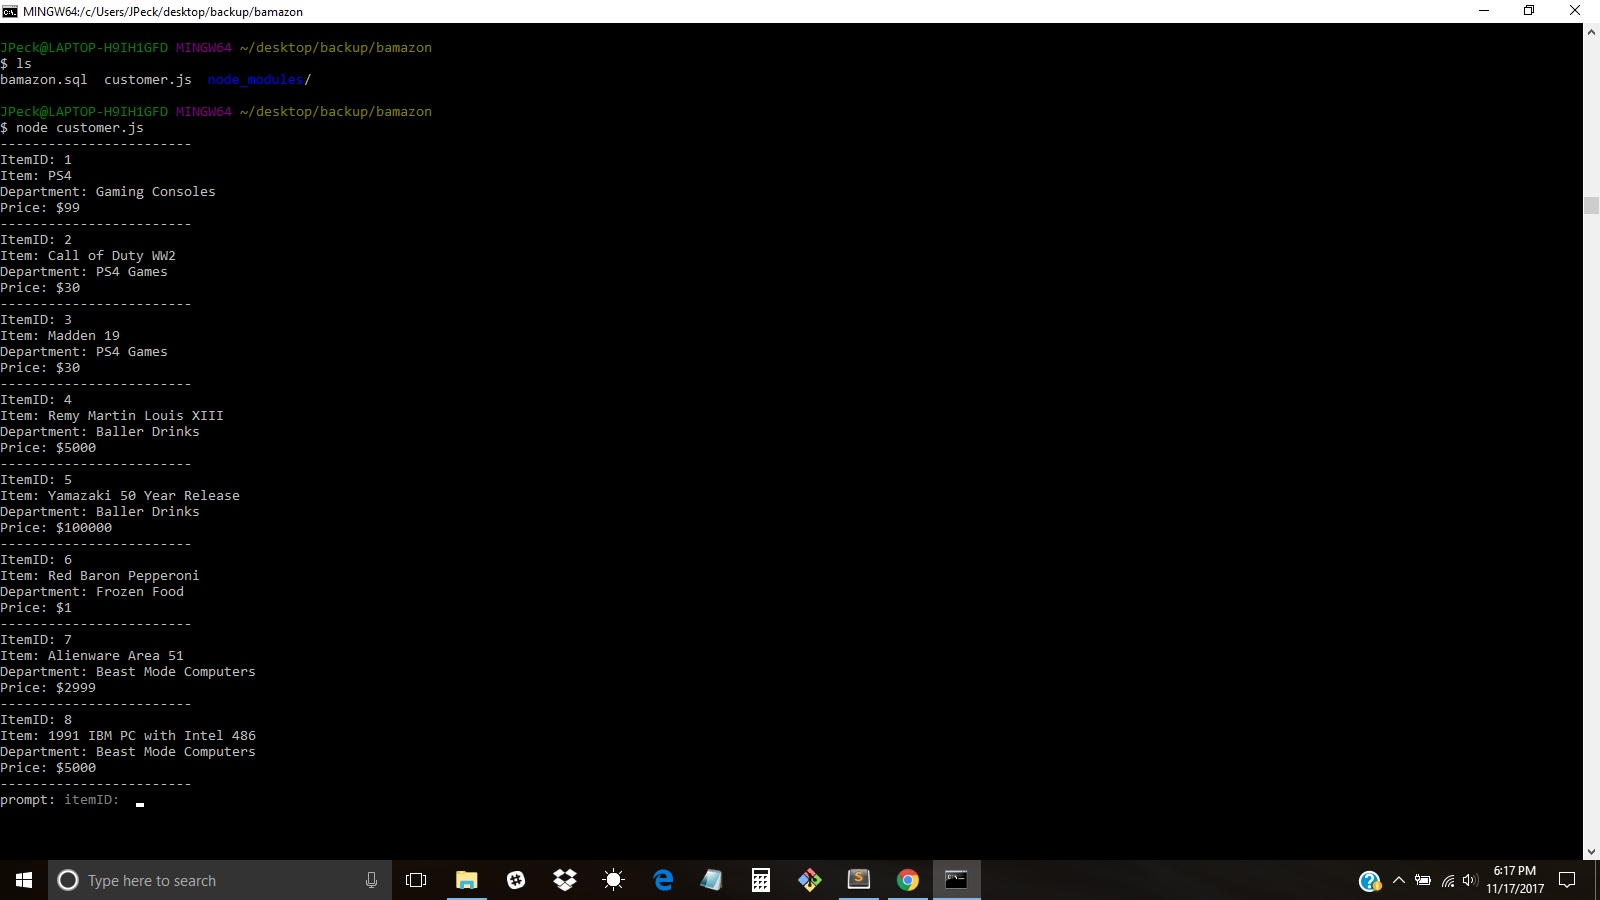 MINGW64:/c/Users/JPeck/desktop/backup/bamazon
JPeck@LAPTOP-H9IH1GFD MINGW64 ~/desktop/backup/bamazon
$ ls
bamazon.sql  customer.js  node_modules/
JPeck@LAPTOP-H9IH1GFD MINGW64 ~/desktop/backup/bamazon
$ node customer.js
------------------------
ItemID: 1
Item: PS4
Department: Gaming Consoles
Price: $99
------------------------
ItemID: 2
Item: Call of Duty WW2
Department: PS4 Games
Price: $30
------------------------
ItemID: 3
Item: Madden 19
Department: PS4 Games
Price: $30
------------------------
ItemID: 4
Item: Remy Martin Louis XIII
Department: Baller Drinks
Price: $5000
------------------------
ItemID: 5
Item: Yamazaki 50 Year Release
Department: Baller Drinks
Price: $100000
------------------------
ItemID: 6
Item: Red Baron Pepperoni
Department: Frozen Food
Price: $1
------------------------
ItemID: 7
Item: Alienware Area 51
Department: Beast Mode Computers
Price: $2999
------------------------
ItemID: 8
Item: 1991 IBM PC with Intel 486
Department: Beast Mode Computers
Price: $5000
------------------------
prompt: itemID:
Type here to search
6:17 PM
11/17/2017